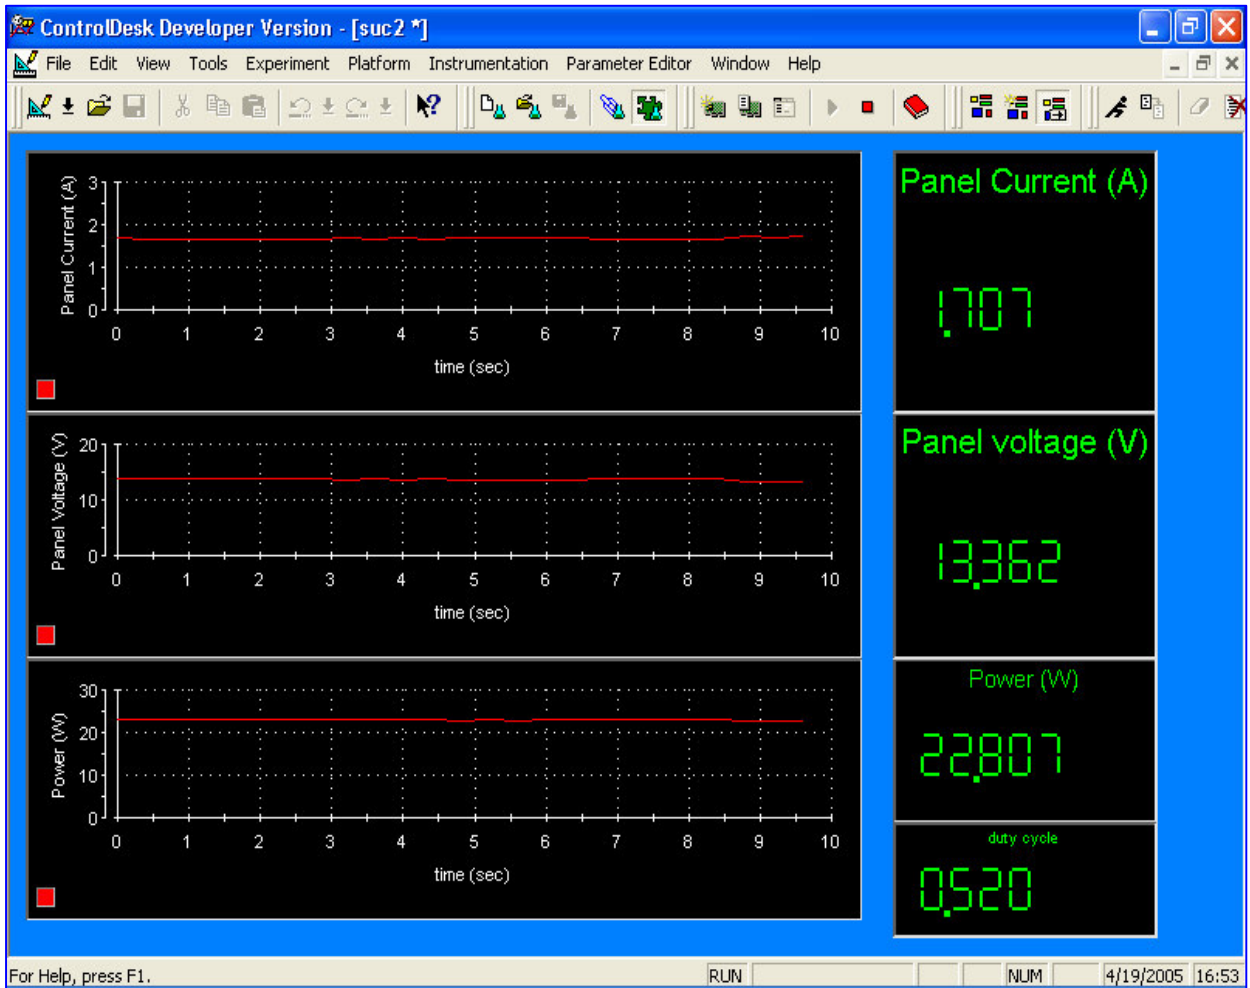 ControlDesk Developer Version - [suc2 *]
File Edit View Tools Experiment Platform Instrumentation Parameter Editor Window Help
Panel Current (A)
3
2
1
0
0 1 2 3 4 5 6 7 8 9 10
time (sec)
Panel Current (A)
1.707
Panel Voltage (V)
20
10
0
0 1 2 3 4 5 6 7 8 9 10
time (sec)
Panel voltage (V)
13.362
Power (W)
30
20
10
0
0 1 2 3 4 5 6 7 8 9 10
time (sec)
Power (W)
22.807
duty cycle
0.520
For Help, press F1. RUN NUM 4/19/2005 16:53